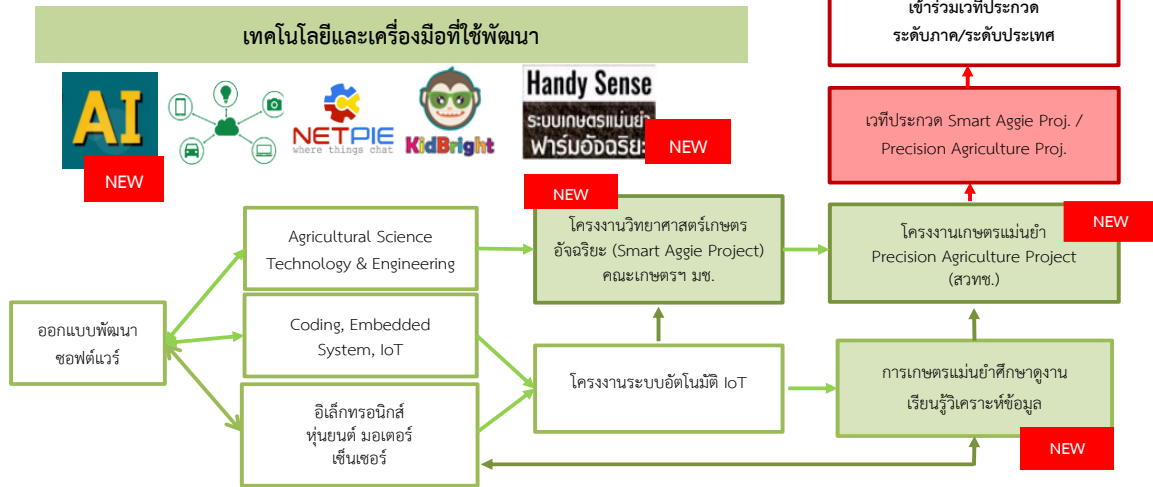 เข้าร่วมเวทีประกวด
ระดับภาค/ระดับประเทศ
เทคโนโลยีและเครื่องมือที่ใช้พัฒนา
AI
NEW
NETPIE
where things chat
KidBright
Handy Sense
ระบบเกษตรแม่นยำ
ฟาร์มอัจฉริยะ
NEW
เวทีประกวด Smart Aggie Proj. /
Precision Agriculture Proj.
Agricultural Science
Technology & Engineering
NEW
โครงงานวิทยาศาสตร์เกษตร
อัจฉริยะ (Smart Aggie Project)
คณะเกษตรฯ มช.
NEW
โครงงานเกษตรแม่นยำ
Precision Agriculture Project
(สวทช.)
ออกแบบพัฒนา
ซอฟต์แวร์
Coding, Embedded
System, IoT
โครงงานระบบอัตโนมัติ IoT
การเกษตรแม่นยำศึกษาดูงาน
เรียนรู้วิเคราะห์ข้อมูล
NEW
อิเล็กทรอนิกส์
หุ่นยนต์ มอเตอร์
เซ็นเซอร์